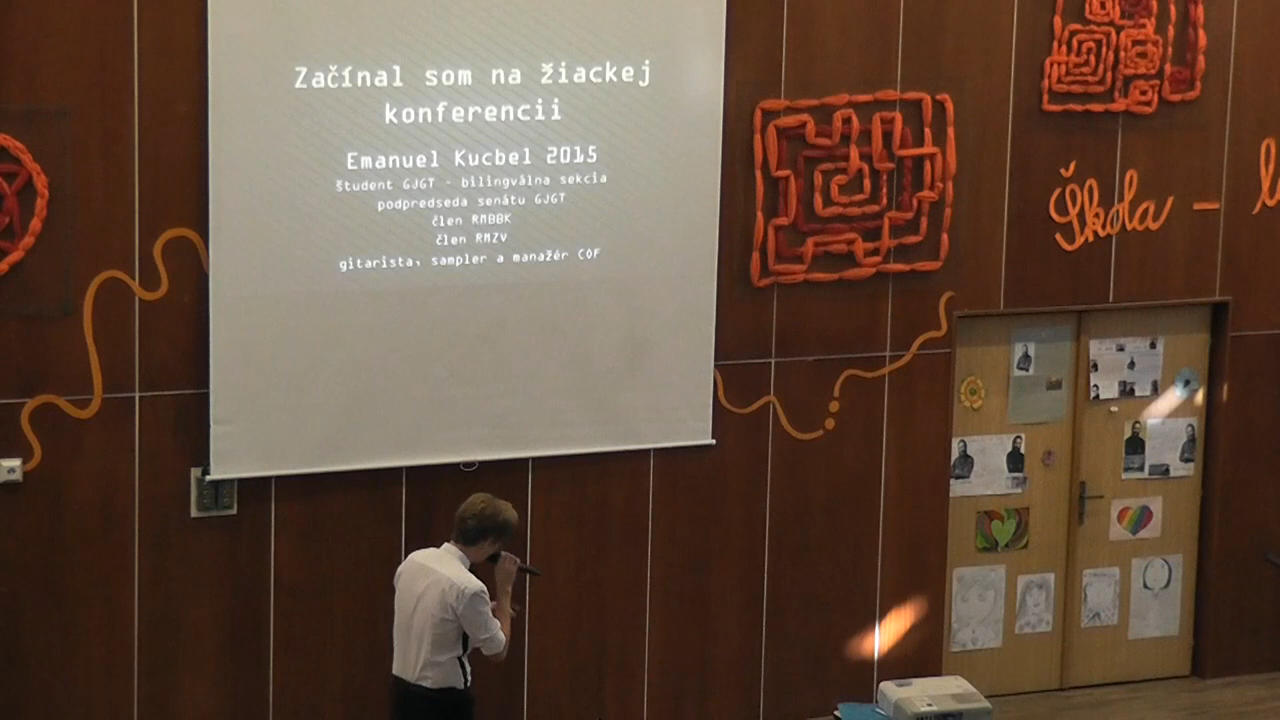 Začínal som na žiackej
konferencii
Emanuel Kucbel 2015
študent GJGT - bilingválna sekcia
podpredseda senátu GJGT
člen RMBBK
člen RMZV
gitarista, sampler a manažér COF
Škola –